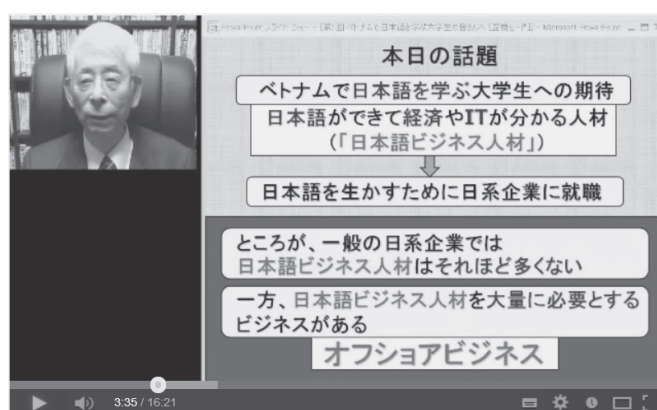 本日の話題
ベトナムで日本語を学ぶ大学生への期待
日本語ができて経済やITが分かる人材
(「日本語ビジネス人材」)
日本語を生かすために日系企業に就職
ところが、一般の日系企業では
日本語ビジネス人材はそれほど多くない
一方、日本語ビジネス人材を大量に必要とする
ビジネスがある
オフショアビジネス
3:35 / 16:21